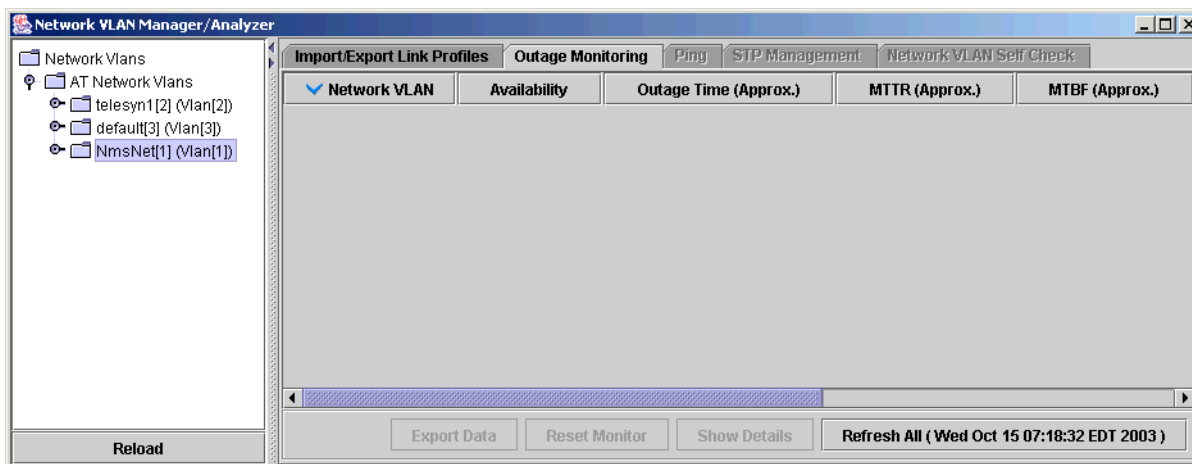 Network VLAN Manager/Analyzer
Network Vlans
AT Network Vlans
telesyn1[2] (Vlan[2])
default[3] (Vlan[3])
NmsNet[1] (Vlan[1])
Reload
Import/Export Link Profiles Outage Monitoring Ping STP Management Network VLAN Self Check
Network VLAN Availability Outage Time (Approx.) MTTR (Approx.) MTBF (Approx.)
Export Data Reset Monitor Show Details Refresh All ( Wed Oct 15 07:18:32 EDT 2003 )